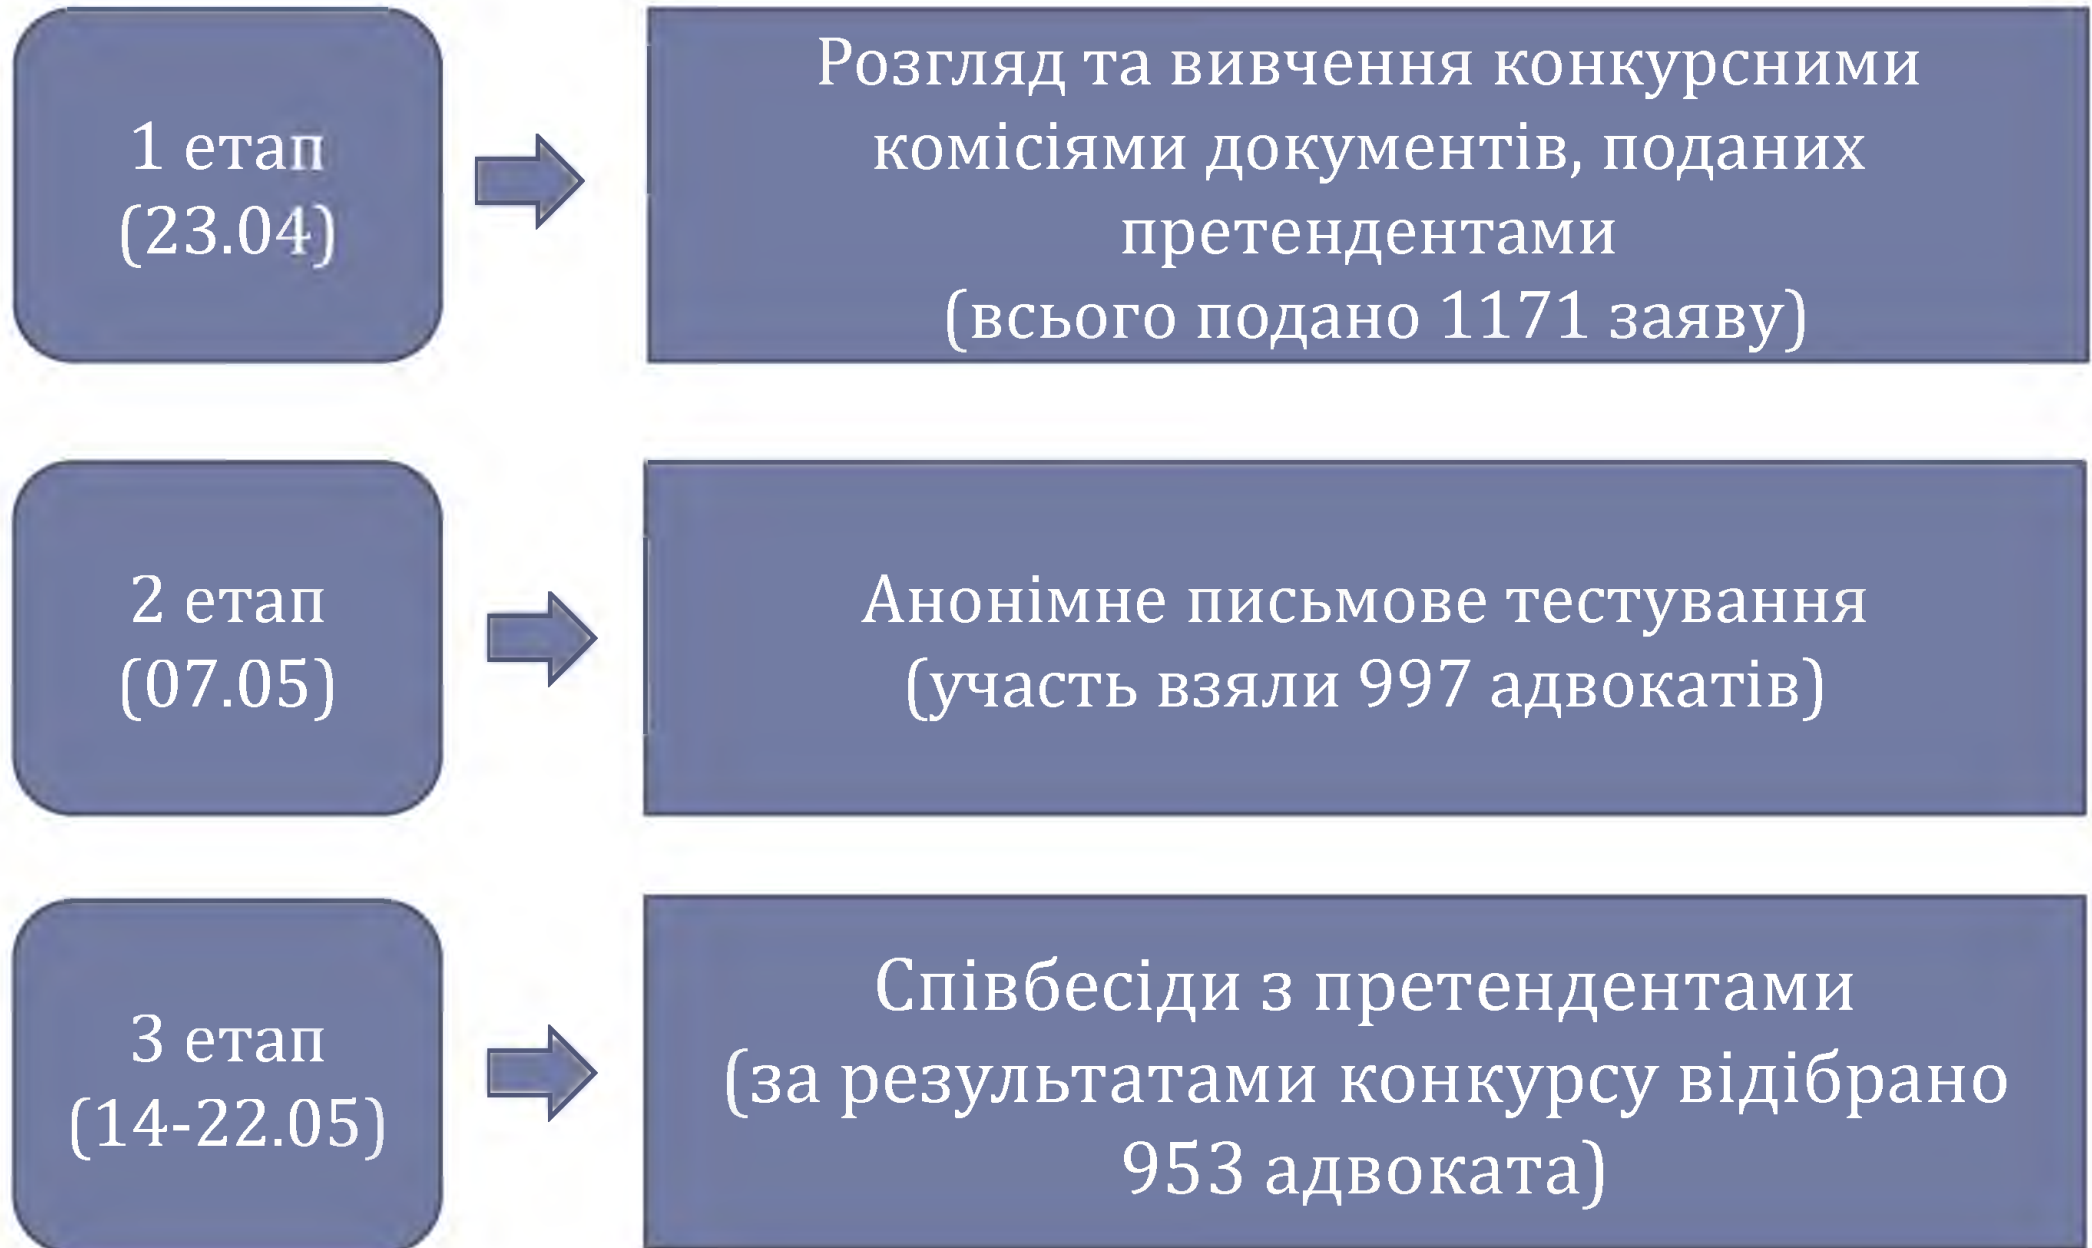 1 етап
(23.04)
Розгляд та вивчення конкурсними
комісіями документів, поданих
претендентами
(всього подано 1171 заяву)
2 етап
(07.05)
Анонімне письмове тестування
(участь взяли 997 адвокатів)
3 етап
(14-22.05)
Співбесіди з претендентами
(за результатами конкурсу відібрано
953 адвоката)